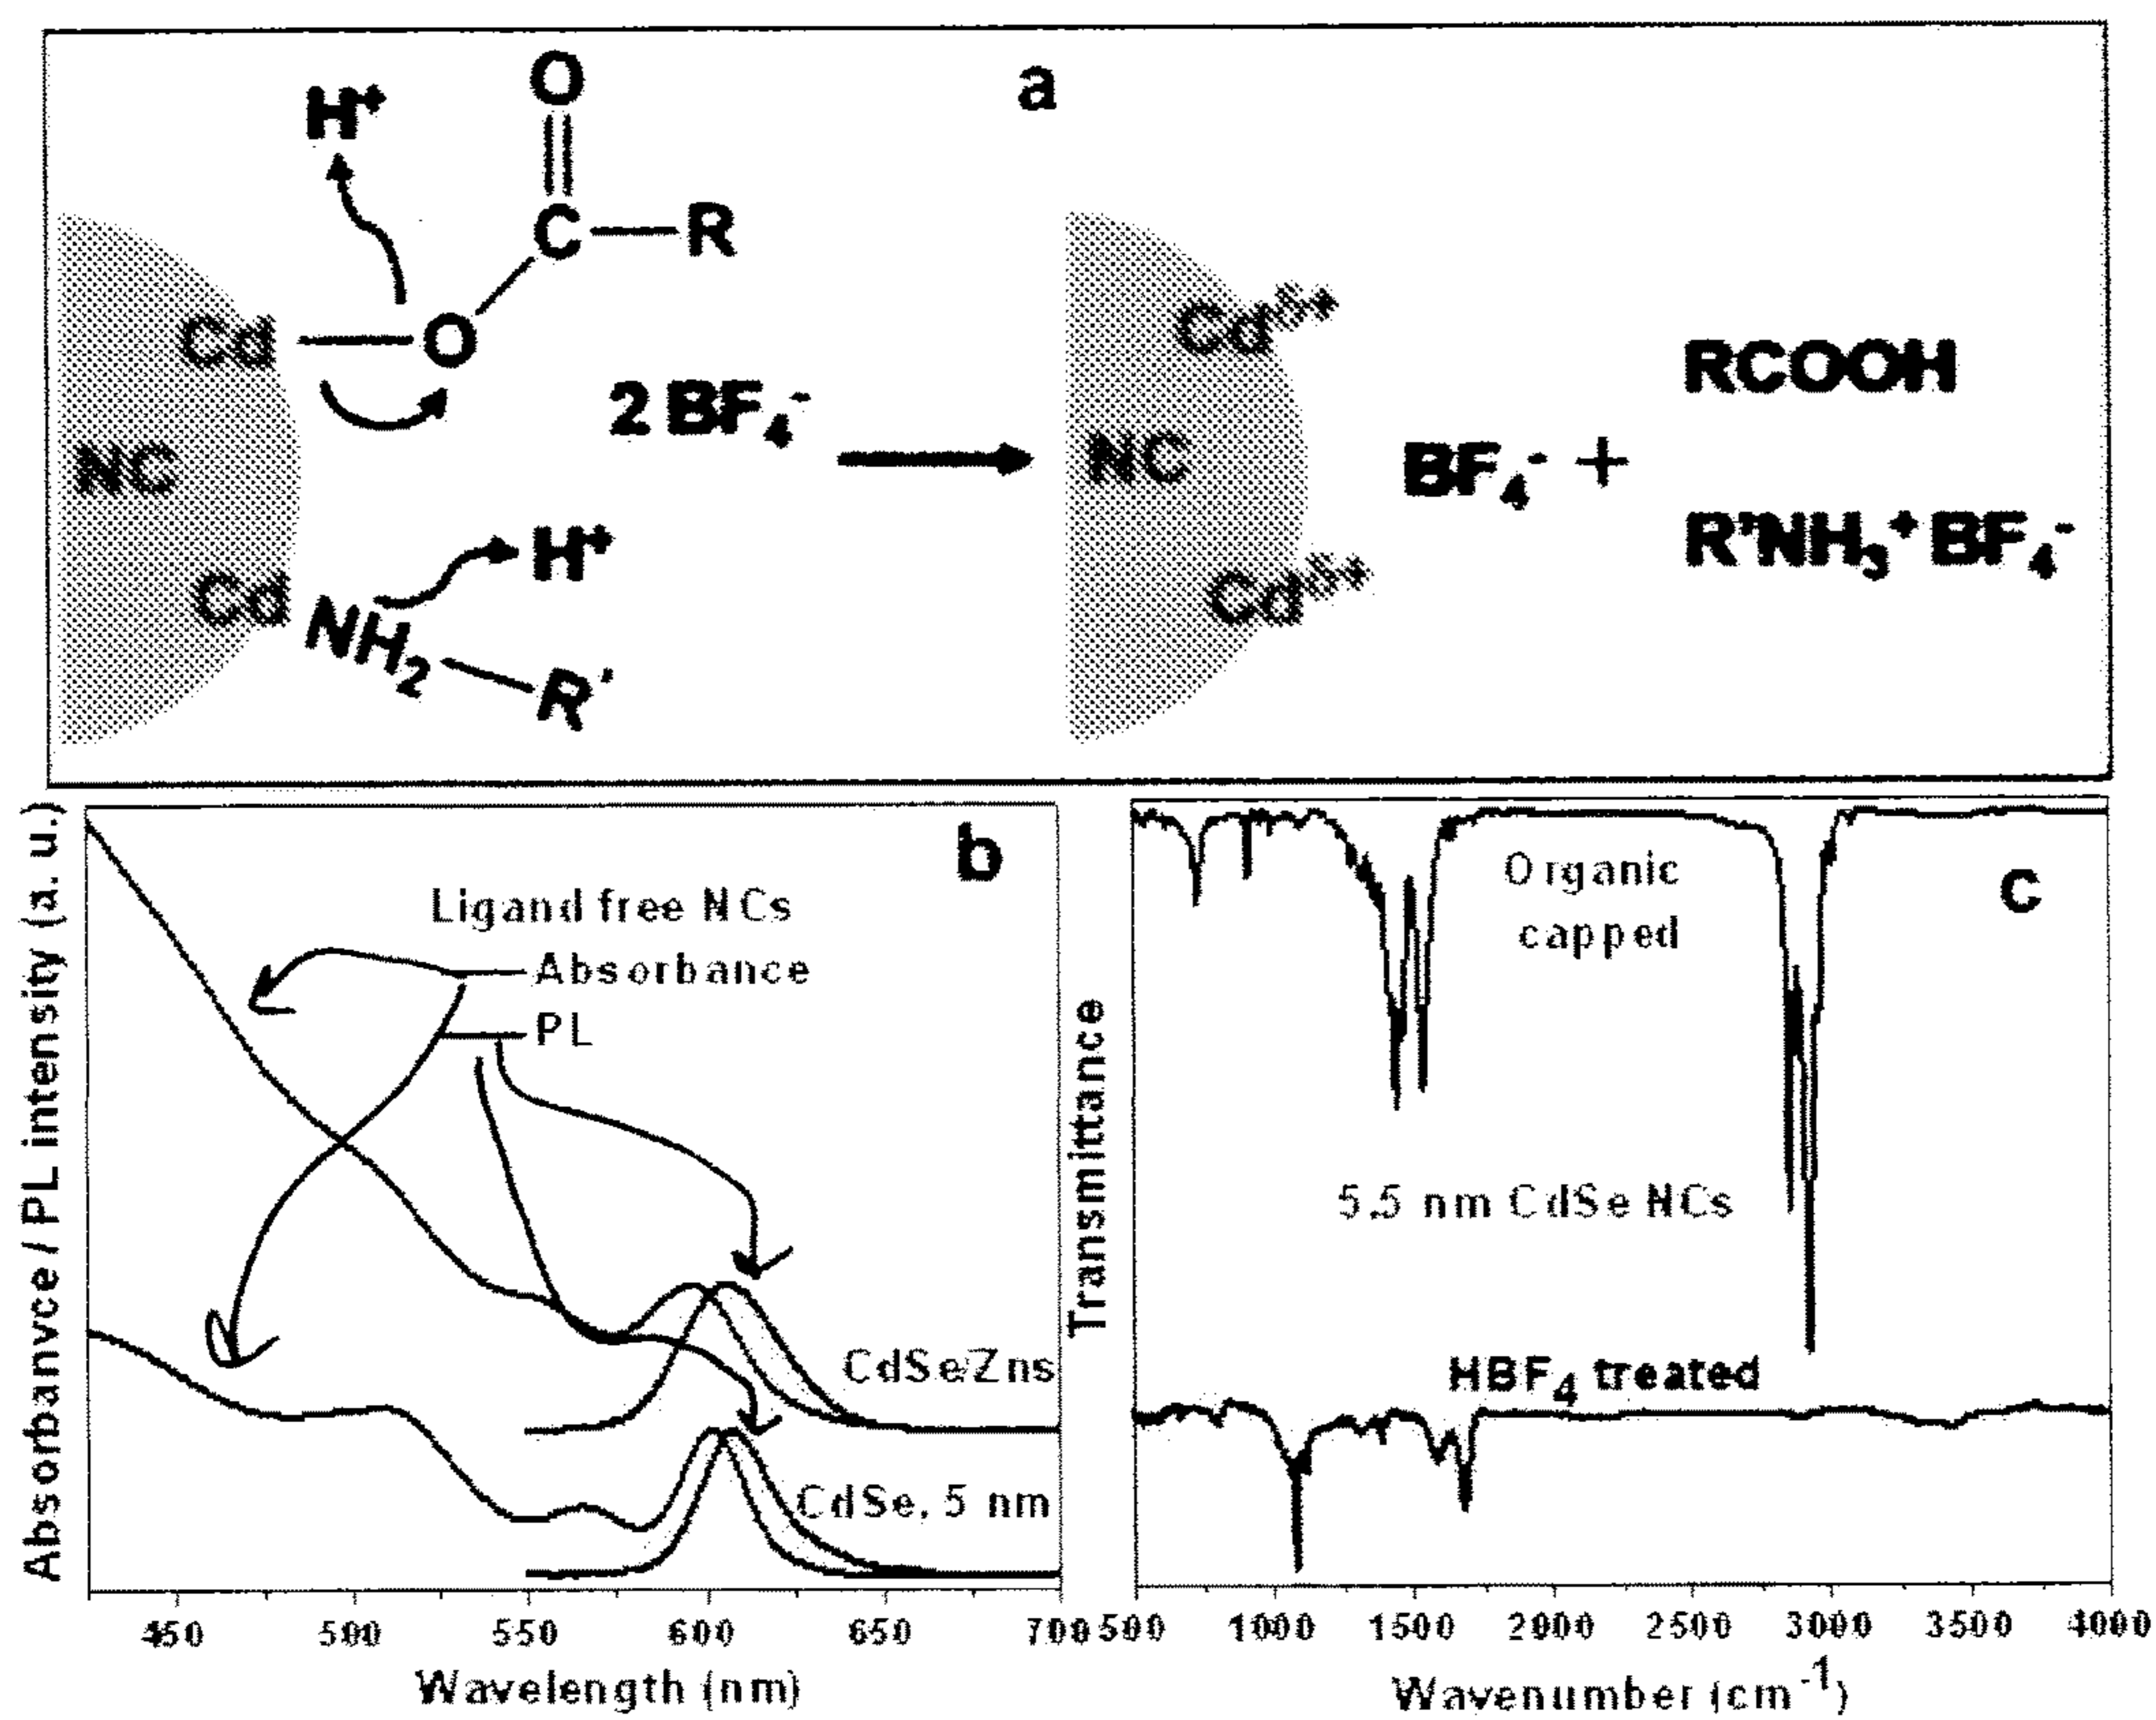 a
H⁺
O
C—R
Cd — O
2 BF₄⁻
NC
H⁺
Cd NH₂—R'
Cdᵟ⁺
NC
Cdᵟ⁺
BF₄⁻ +
RCOOH
R'NH₃⁺BF₄⁻
b
Absorbanvce / PL intensity (a. u.)
Ligand free NCs
Absorbance
PL
CdSe/Zns
CdSe, 5 nm
450 500 550 600 650 700
Wavelength (nm)
c
Transmittance
Organic
capped
5.5 nm CdSe NCs
HBF₄ treated
500 1000 1500 2000 2500 3000 3500 4000
Wavenumber (cm⁻¹)